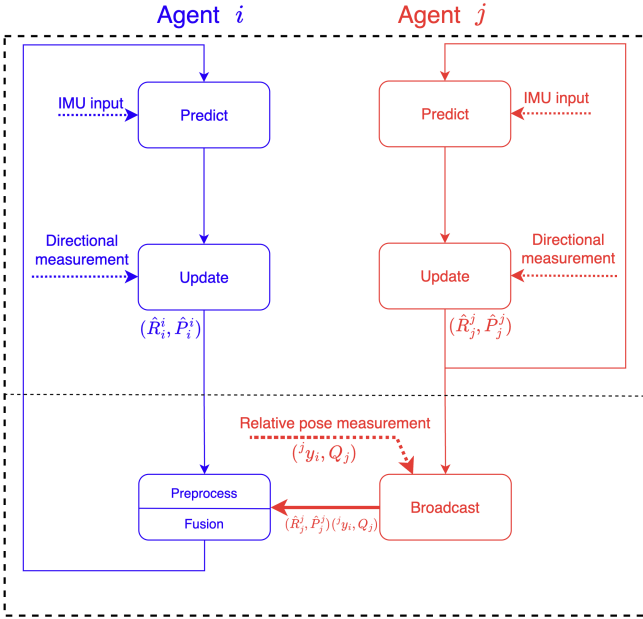 Agent i
Agent j
IMU input
Predict
Predict
IMU input
Directional
measurement
Update
Update
Directional
measurement
(R̂ᵢⁱ, P̂ᵢⁱ)
(R̂ⱼʲ, P̂ⱼʲ)
Relative pose measurement
(ʲyᵢ, Qⱼ)
Preprocess
Fusion
Broadcast
(R̂ⱼʲ, P̂ⱼʲ)(ʲyᵢ, Qⱼ)